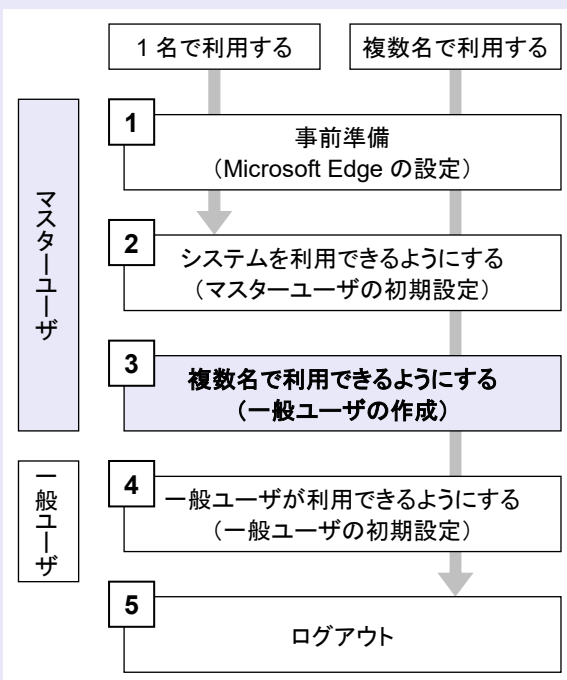 1 名で利用する
複数名で利用する
マスターユーザ
1
事前準備
（Microsoft Edge の設定）
2
システムを利用できるようにする
（マスターユーザの初期設定）
3
複数名で利用できるようにする
（一般ユーザの作成）
一般ユーザ
4
一般ユーザが利用できるようにする
（一般ユーザの初期設定）
5
ログアウト